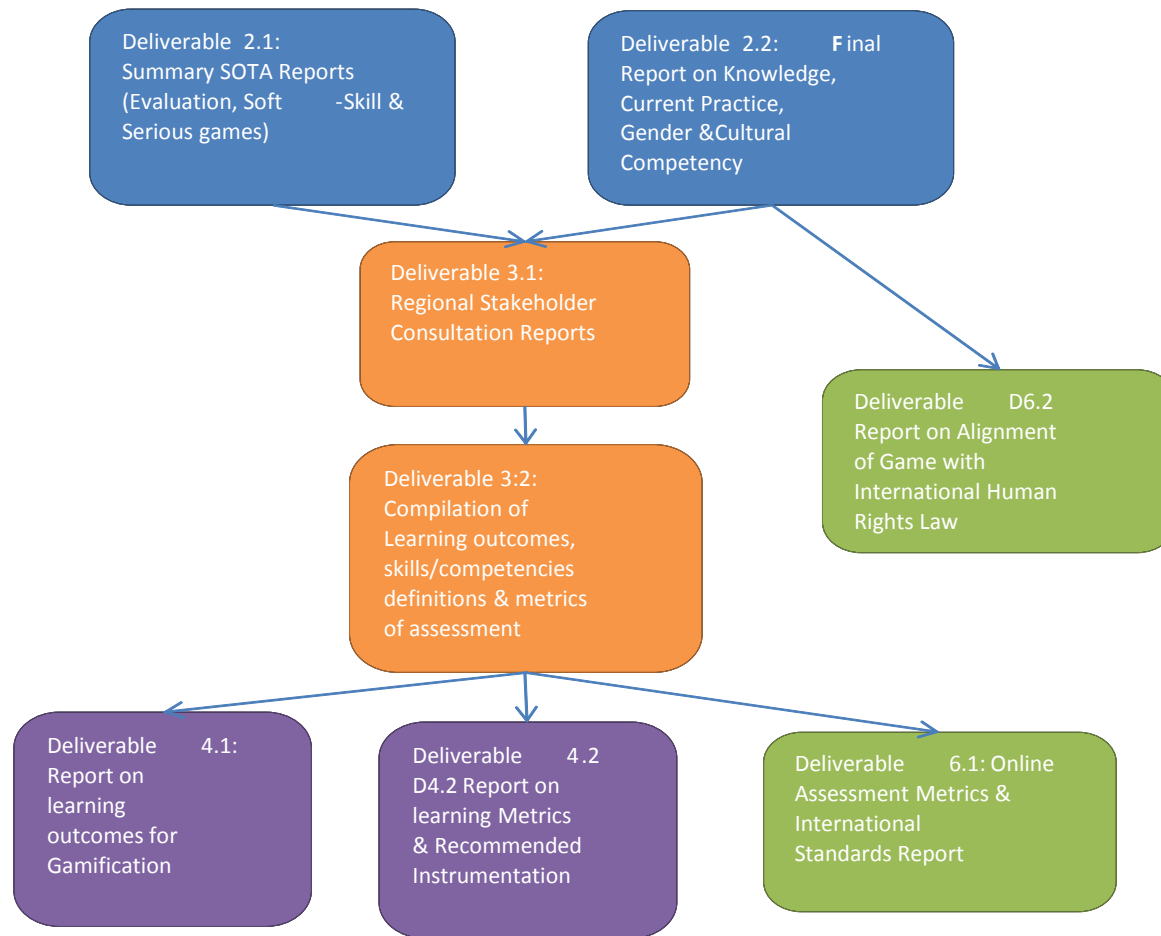 Deliverable 2.1:
Summary SOTA Reports
(Evaluation, Soft -Skill &
Serious games)
Deliverable 2.2: Final
Report on Knowledge,
Current Practice,
Gender &Cultural
Competency
Deliverable 3.1:
Regional Stakeholder
Consultation Reports
Deliverable D6.2
Report on Alignment
of Game with
International Human
Rights Law
Deliverable 3:2:
Compilation of
Learning outcomes,
skills/competencies
definitions & metrics
of assessment
Deliverable 4.1:
Report on
learning
outcomes for
Gamification
Deliverable 4.2
D4.2 Report on
learning Metrics
& Recommended
Instrumentation
Deliverable 6.1: Online
Assessment Metrics &
International
Standards Report